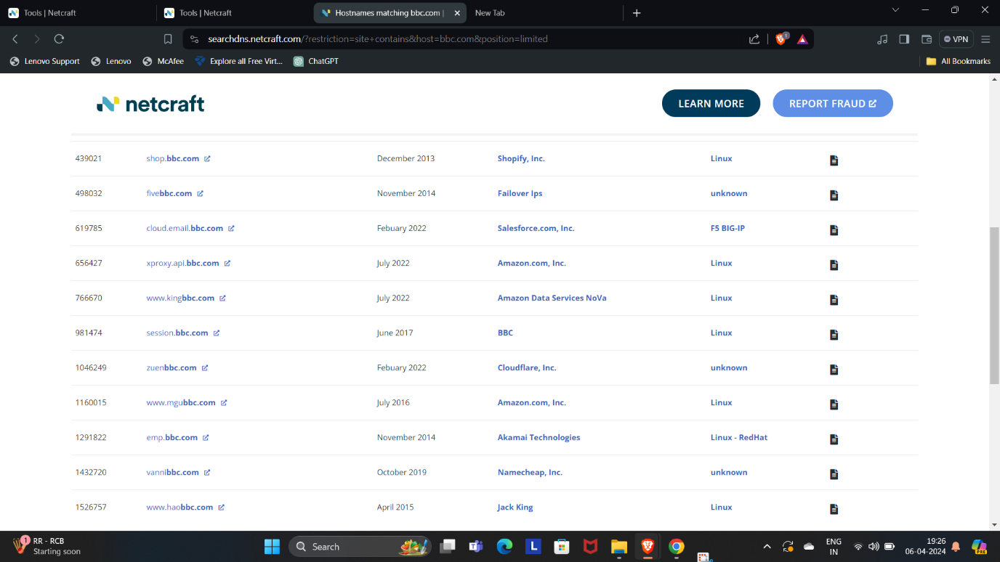 Tools | Netcraft
Tools | Netcraft
Hostnames matching bbc.com |
New Tab
searchdns.netcraft.com/?restriction=site+contains&host=bbc.com&position=limited
1
VPN
Lenovo Support
Lenovo
McAfee
Explore all Free Virt...
ChatGPT
All Bookmarks
netcraft
LEARN MORE
REPORT FRAUD
439021 shop.bbc.com December 2013 Shopify, Inc. Linux
498032 fivebbc.com November 2014 Failover Ips unknown
619785 cloud.email.bbc.com Febuary 2022 Salesforce.com, Inc. F5 BIG-IP
656427 xproxy.api.bbc.com July 2022 Amazon.com, Inc. Linux
766670 www.kingbbc.com July 2022 Amazon Data Services NoVa Linux
981474 session.bbc.com June 2017 BBC Linux
1046249 zuenbbc.com Febuary 2022 Cloudflare, Inc. unknown
1160015 www.mgubbc.com July 2016 Amazon.com, Inc. Linux
1291822 emp.bbc.com November 2014 Akamai Technologies Linux - RedHat
1432720 vannibbc.com October 2019 Namecheap, Inc. unknown
1526757 www.haobbc.com April 2015 Jack King Linux
1
RR - RCB
Starting soon
Search
L
ENG
IN
19:26
06-04-2024
PRE